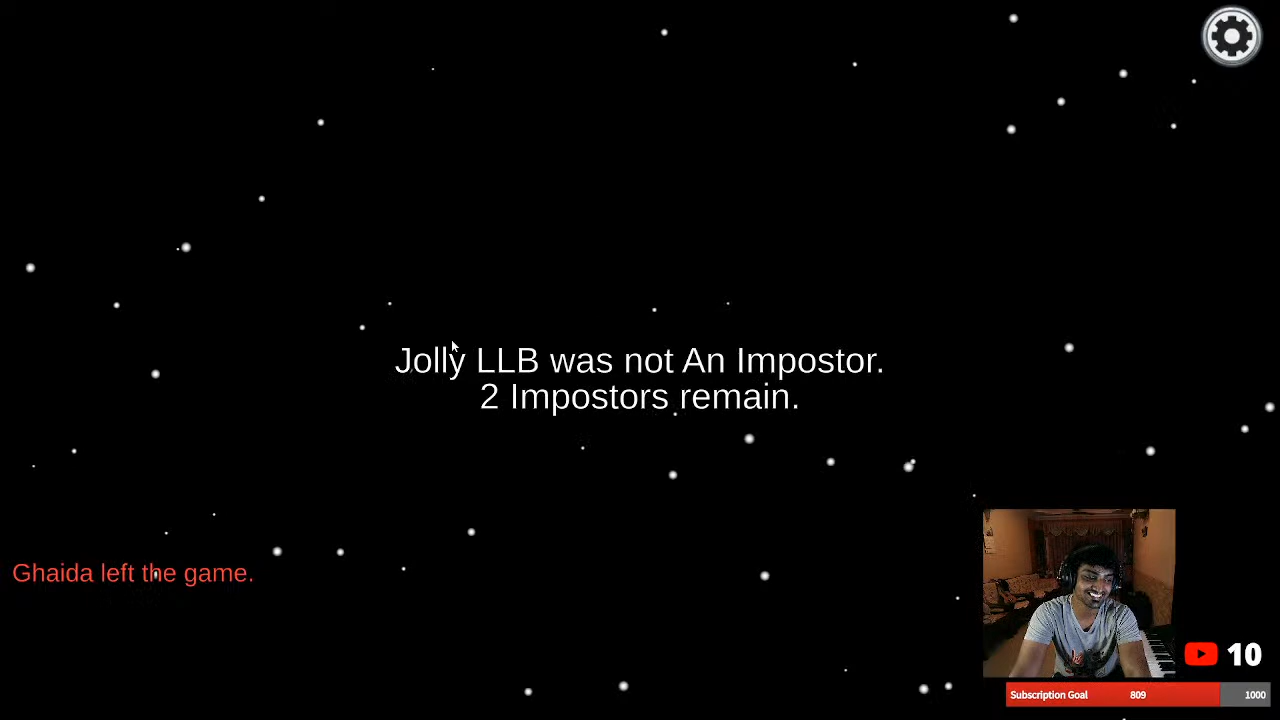 Jolly LLB was not An Impostor.
2 Impostors remain.
Ghaida left the game.
10
Subscription Goal 809 1000